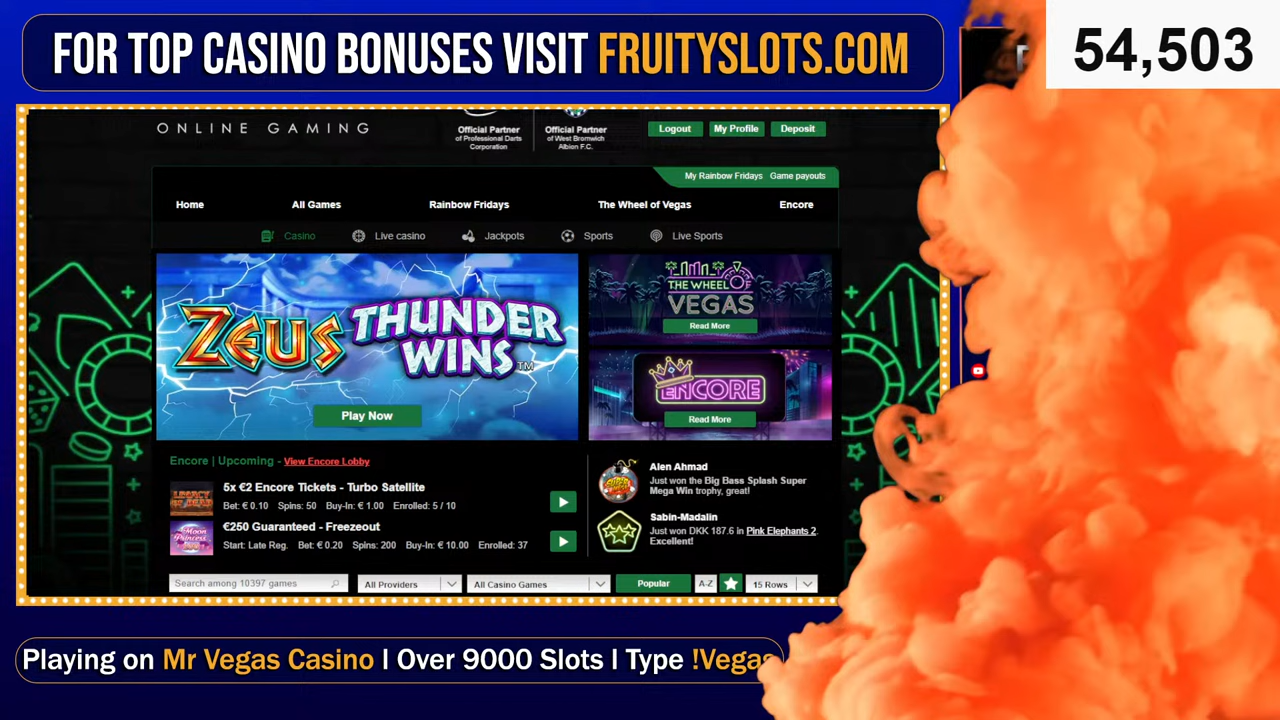 FOR TOP CASINO BONUSES VISIT FRUITYSLOTS.COM
54,503
ONLINE GAMING
Official Partner
of Professional Darts
Corporation
Official Partner
of West Bromwich
Albion F.C.
Logout
My Profile
Deposit
My Rainbow Fridays Game payouts
Home
All Games
Rainbow Fridays
The Wheel of Vegas
Encore
Casino
Live casino
Jackpots
Sports
Live Sports
ZEUS THUNDER
WINS™
Play Now
THE WHEEL OF
VEGAS
Read More
ENCORE
Read More
Encore | Upcoming - View Encore Lobby
LEGACY
OF DEAD
5x €2 Encore Tickets - Turbo Satellite
Bet: € 0.10 Spins: 50 Buy-In: € 1.00 Enrolled: 5 / 10
Moon
Princess
€250 Guaranteed - Freezeout
Start: Late Reg. Bet: € 0.20 Spins: 200 Buy-In: € 10.00 Enrolled: 37
Alen Ahmad
Just won the Big Bass Splash Super
Mega Win trophy, great!
Sabin-Madalin
Just won DKK 187.6 in Pink Elephants 2.
Excellent!
Search among 10397 games
All Providers
All Casino Games
Popular
A-Z
15 Rows
Playing on Mr Vegas Casino | Over 9000 Slots | Type !Vegas